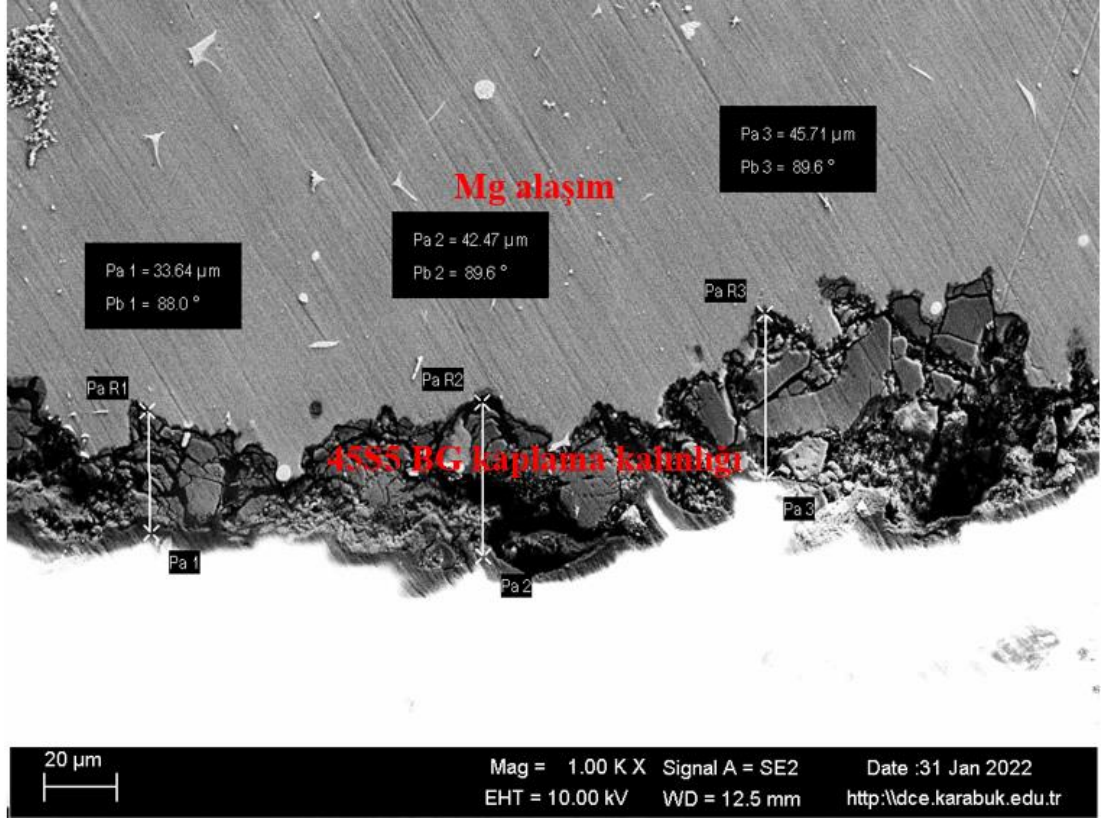 Pa 3 = 45.71 µm
Pb 3 = 89.6 °
Mg alaşım
Pa 2 = 42.47 µm
Pb 2 = 89.6 °
Pa 1 = 33.64 µm
Pb 1 = 88.0 °
Pa R3
Pa R2
Pa R1
45S5 BG kaplama kalınlığı
Pa 3
Pa 1
Pa 2
20 µm
Mag = 1.00 K X Signal A = SE2 Date :31 Jan 2022
EHT = 10.00 kV WD = 12.5 mm http:\\dce.karabuk.edu.tr